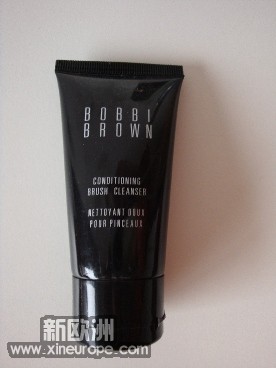 BOBBI
BROWN
CONDITIONING
BRUSH CLEANSER
NETTOYANT DOUX
POUR PINCEAUX
新欧洲
www.xineurope.com